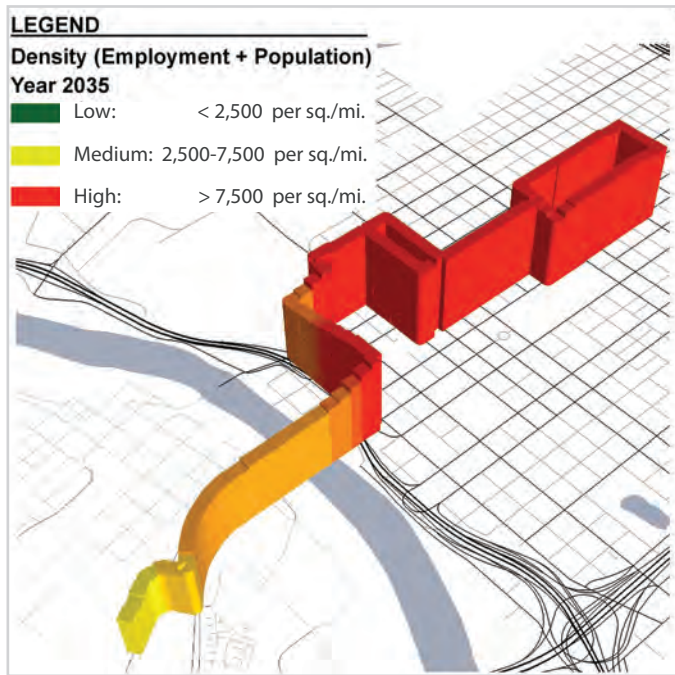 LEGEND
Density (Employment + Population)
Year 2035
Low: < 2,500 per sq./mi.
Medium: 2,500-7,500 per sq./mi.
High: > 7,500 per sq./mi.